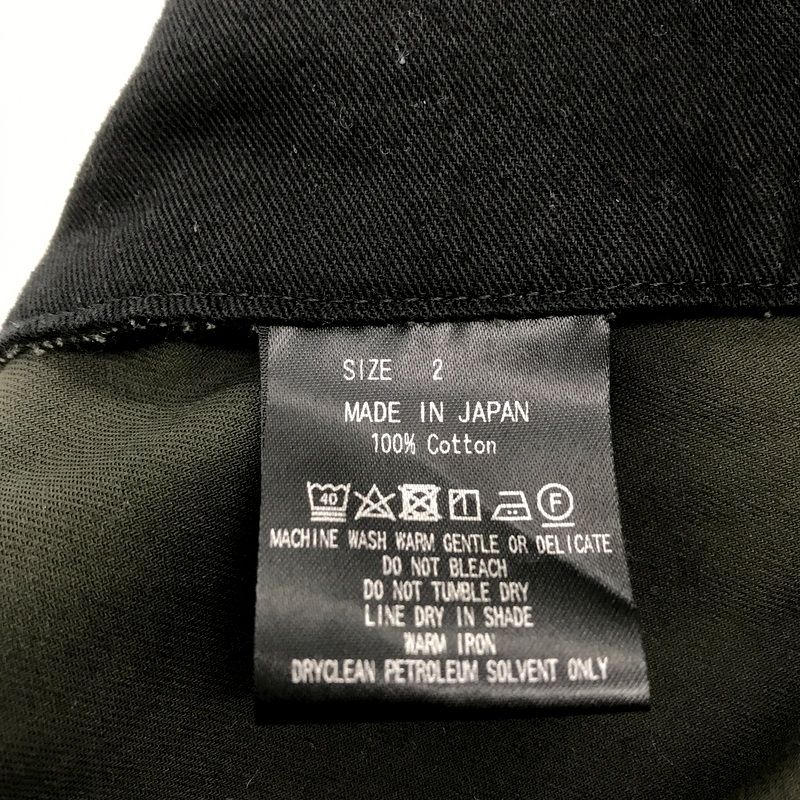 SIZE 2
MADE IN JAPAN
100% Cotton
40 F
MACHINE WASH WARM GENTLE OR DELICATE
DO NOT BLEACH
DO NOT TUMBLE DRY
LINE DRY IN SHADE
WARM IRON
DRYCLEAN PETROLEUM SOLVENT ONLY